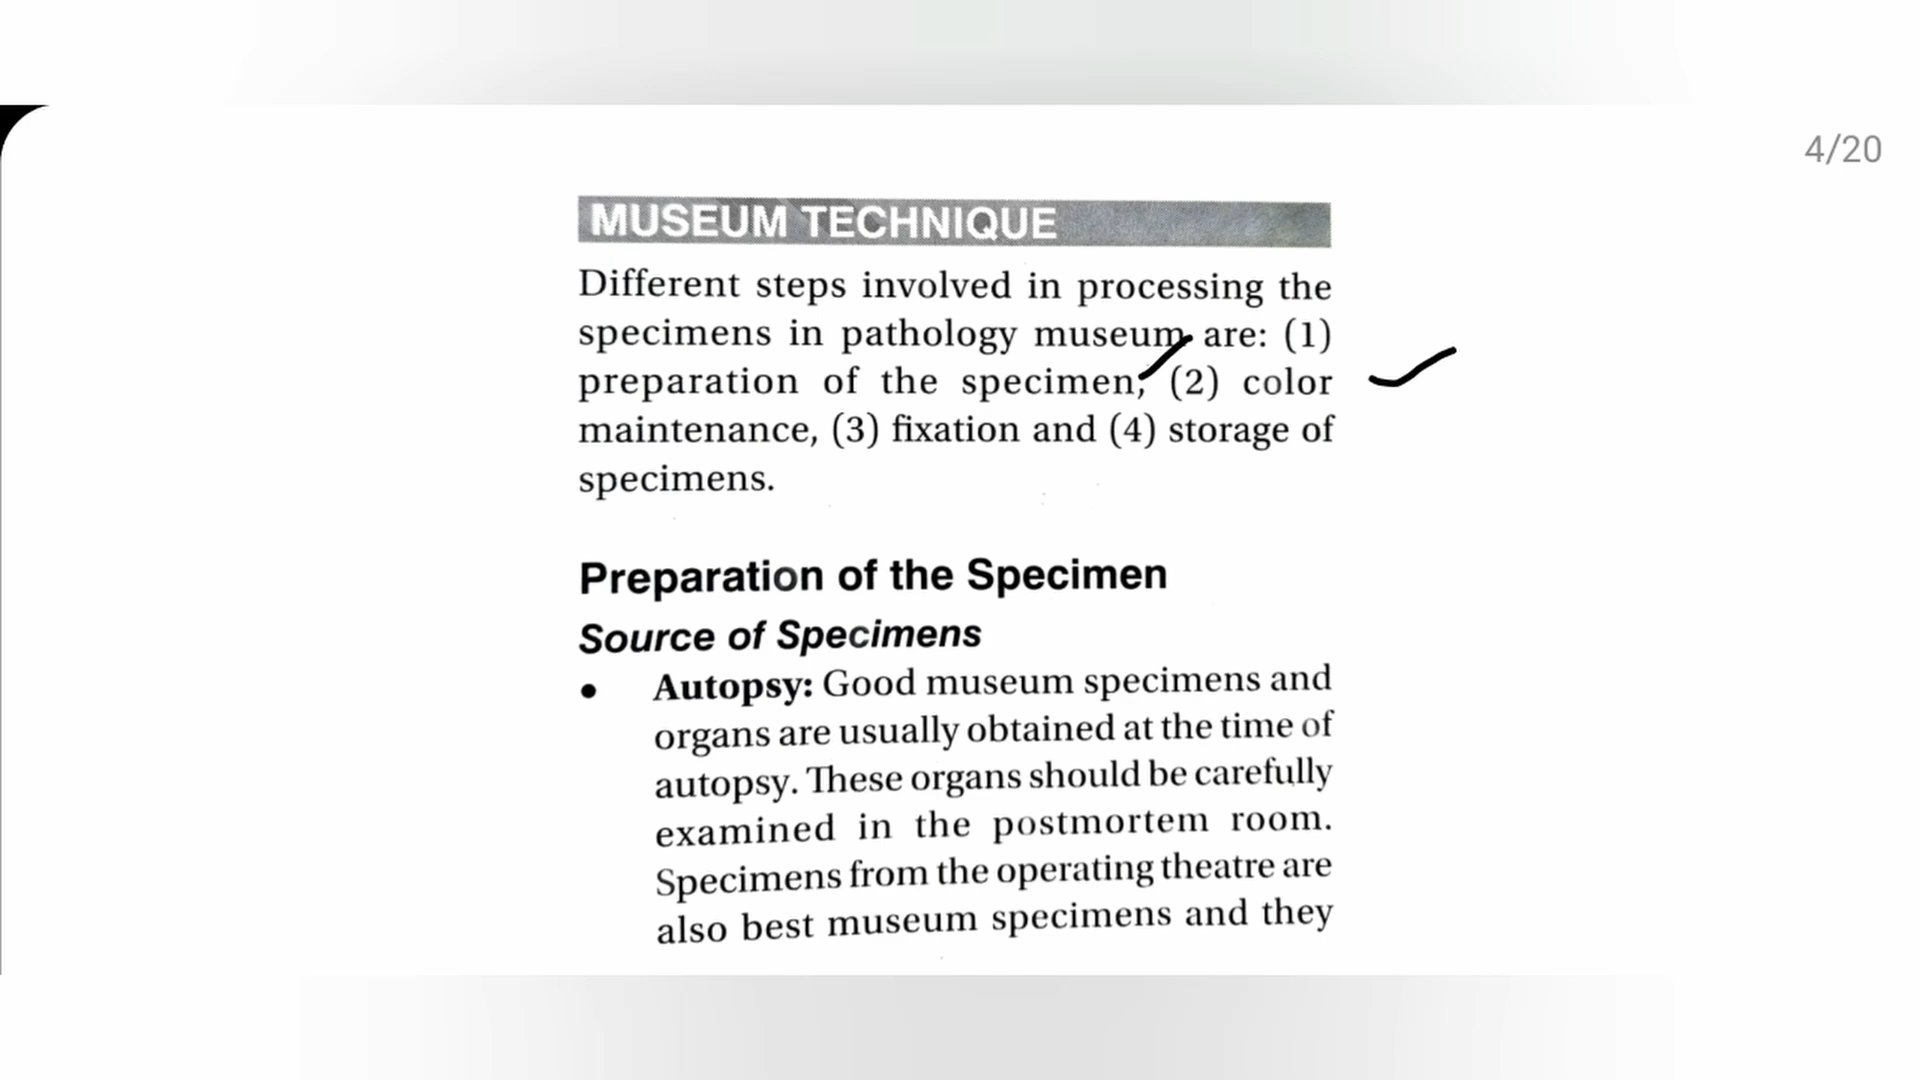 4/20
MUSEUM TECHNIQUE
Different steps involved in processing the
specimens in pathology museum are: (1)
preparation of the specimen, (2) color
maintenance, (3) fixation and (4) storage of
specimens.
Preparation of the Specimen
Source of Specimens
• Autopsy: Good museum specimens and
organs are usually obtained at the time of
autopsy. These organs should be carefully
examined in the postmortem room.
Specimens from the operating theatre are
also best museum specimens and they